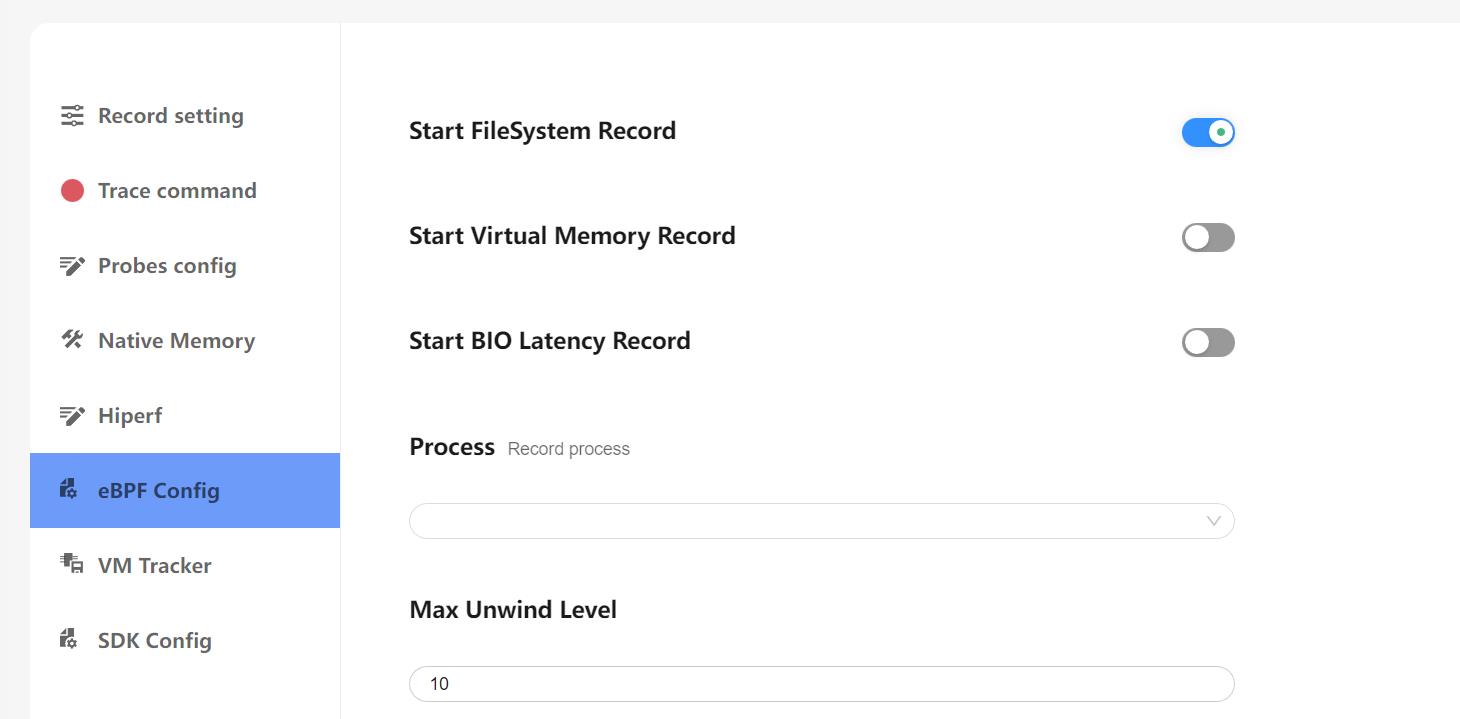 Record setting
Trace command
Probes config
Native Memory
Hiperf
eBPF Config
VM Tracker
SDK Config
Start FileSystem Record
Start Virtual Memory Record
Start BIO Latency Record
Process Record process
Max Unwind Level
10